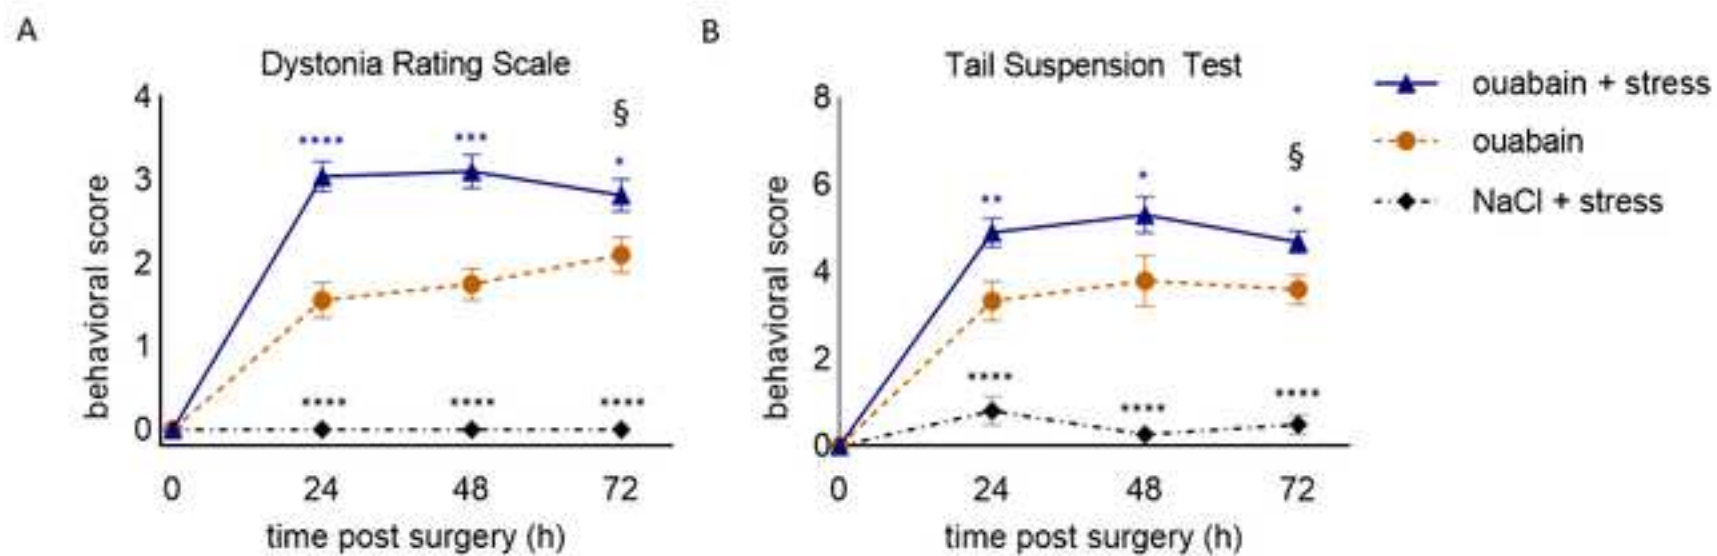 A
Dystonia Rating Scale
4
3
2
1
0
behavioral score
****
***
§
*
****
****
****
0 24 48 72
time post surgery (h)
B
Tail Suspension Test
8
6
4
2
0
behavioral score
**
*
§
*
****
****
****
0 24 48 72
time post surgery (h)
ouabain + stress
ouabain
NaCl + stress